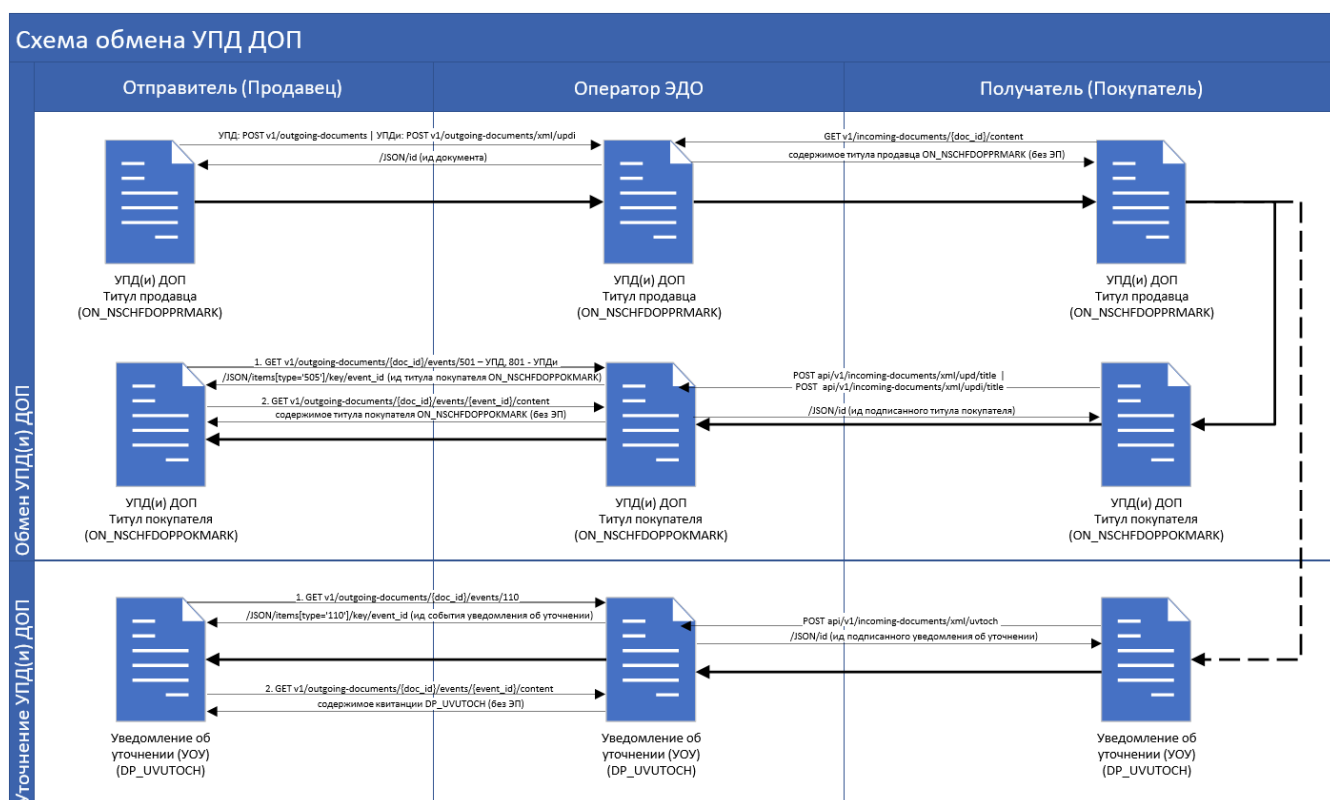 Схема обмена УПД ДОП
Отправитель (Продавец)
Оператор ЭДО
Получатель (Покупатель)
Обмен УПД(и) ДОП
УПД: POST v1/outgoing-documents | УПДи: POST v1/outgoing-documents/xml/updi
/JSON/id (ид документа)
GET v1/incoming-documents/{doc_id}/content
содержимое титула продавца ON_NSCHFDOPPRMARK (без ЭП)
УПД(и) ДОП
Титул продавца
(ON_NSCHFDOPPRMARK)
УПД(и) ДОП
Титул продавца
(ON_NSCHFDOPPRMARK)
УПД(и) ДОП
Титул продавца
(ON_NSCHFDOPPRMARK)
1. GET v1/outgoing-documents/{doc_id}/events/501 – УПД, 801 - УПДи
/JSON/items[type='505']/key/event_id (ид титула покупателя ON_NSCHFDOPPOKMARK)
2. GET v1/outgoing-documents/{doc_id}/events/{event_id}/content
содержимое титула покупателя ON_NSCHFDOPPOKMARK (без ЭП)
POST api/v1/incoming-documents/xml/upd/title |
POST api/v1/incoming-documents/xml/updi/title
/JSON/id (ид подписанного титула покупателя)
УПД(и) ДОП
Титул покупателя
(ON_NSCHFDOPPOKMARK)
УПД(и) ДОП
Титул покупателя
(ON_NSCHFDOPPOKMARK)
УПД(и) ДОП
Титул покупателя
(ON_NSCHFDOPPOKMARK)
Уточнение УПД(и) ДОП
1. GET v1/outgoing-documents/{doc_id}/events/110
/JSON/items[type='110']/key/event_id (ид события уведомления об уточнении)
POST api/v1/incoming-documents/xml/uvtoch
/JSON/id (ид подписанного уведомления об уточнении)
2. GET v1/outgoing-documents/{doc_id}/events/{event_id}/content
содержимое квитанции DP_UVUTOCH (без ЭП)
Уведомление об
уточнении (УОУ)
(DP_UVUTOCH)
Уведомление об
уточнении (УОУ)
(DP_UVUTOCH)
Уведомление об
уточнении (УОУ)
(DP_UVUTOCH)